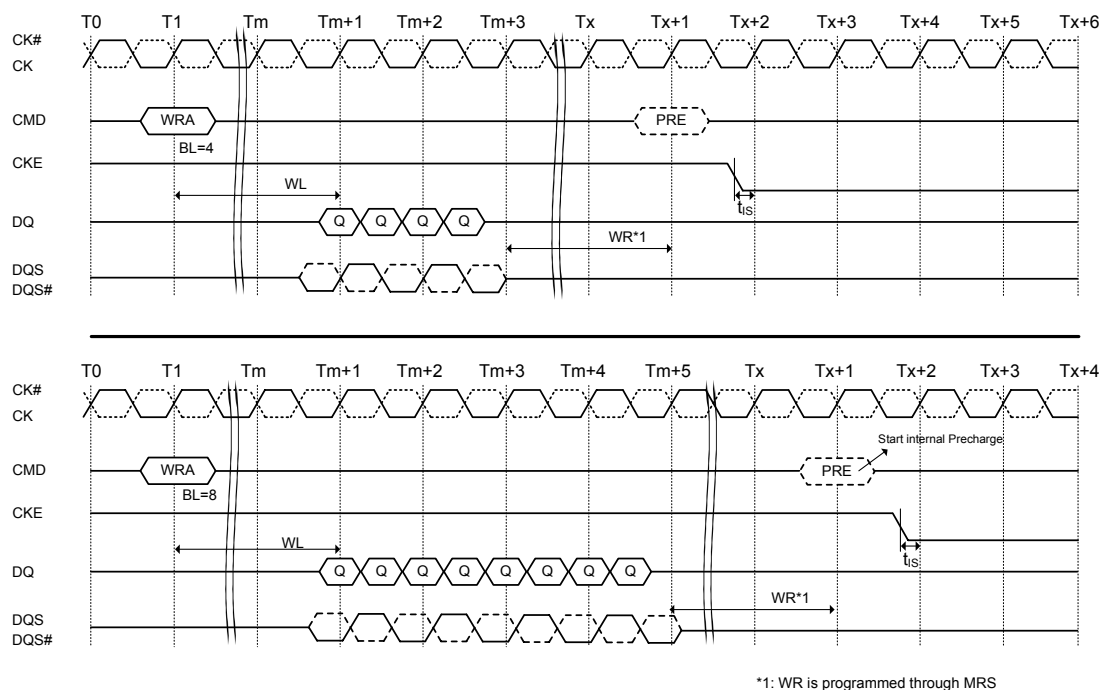 T0 T1 Tm Tm+1 Tm+2 Tm+3 Tx Tx+1 Tx+2 Tx+3 Tx+4 Tx+5 Tx+6
CK#
CK
CMD WRA PRE
BL=4
CKE
WL
tIS
DQ Q Q Q Q
WR*1
DQS
DQS#
T0 T1 Tm Tm+1 Tm+2 Tm+3 Tm+4 Tm+5 Tx Tx+1 Tx+2 Tx+3 Tx+4
CK#
CK
Start internal Precharge
CMD WRA PRE
BL=8
CKE
WL
tIS
DQ Q Q Q Q Q Q Q Q
WR*1
DQS
DQS#
*1: WR is programmed through MRS